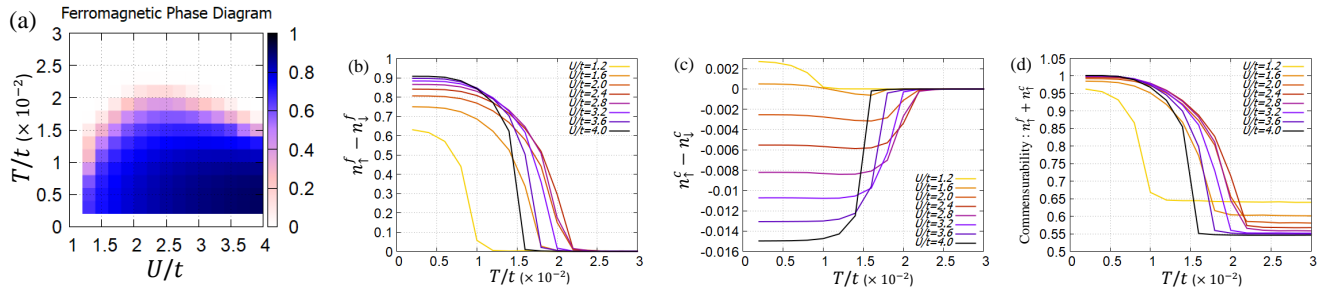 (a)
Ferromagnetic Phase Diagram
T/t (× 10⁻²)
3
2.5
2
1.5
1
0.5
0
1 1.5 2 2.5 3 3.5 4
U/t
1
0.8
0.6
0.4
0.2
0
(b)
n↑ᶠ − n↓ᶠ
1
0.9
0.8
0.7
0.6
0.5
0.4
0.3
0.2
0.1
0
U/t=1.2
U/t=1.6
U/t=2.0
U/t=2.4
U/t=2.8
U/t=3.2
U/t=3.6
U/t=4.0
0 0.5 1.0 1.5 2 2.5 3
T/t (× 10⁻²)
(c)
n↑ᶜ − n↓ᶜ
0.002
0
-0.002
-0.004
-0.006
-0.008
-0.01
-0.012
-0.014
-0.016
U/t=1.2
U/t=1.6
U/t=2.0
U/t=2.4
U/t=2.8
U/t=3.2
U/t=3.6
U/t=4.0
0 0.5 1.0 1.5 2 2.5 3
T/t (× 10⁻²)
(d)
Commensurability : n↑ᶠ + n↑ᶜ
1.05
1
0.95
0.9
0.85
0.8
0.75
0.7
0.65
0.6
0.55
0.5
U/t=1.2
U/t=1.6
U/t=2.0
U/t=2.4
U/t=2.8
U/t=3.2
U/t=3.6
U/t=4.0
0 0.5 1.0 1.5 2 2.5 3
T/t (× 10⁻²)